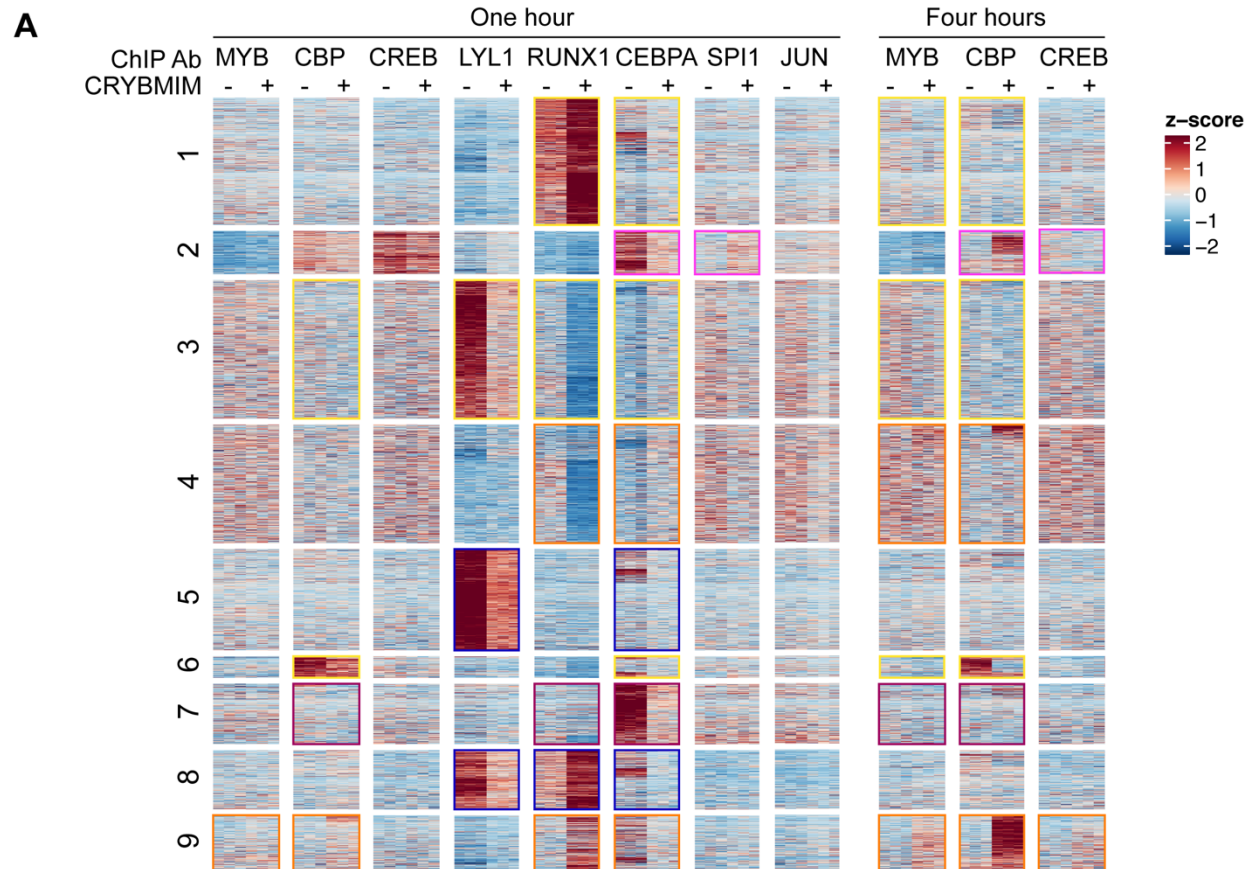 A
One hour Four hours
ChIP Ab MYB CBP CREB LYL1 RUNX1 CEBPA SPI1 JUN MYB CBP CREB
CRYBMIM - + - + - + - + - + - + - + - + - + - + - +
z-score
2
1
0
−1
−2
1
2
3
4
5
6
7
8
9